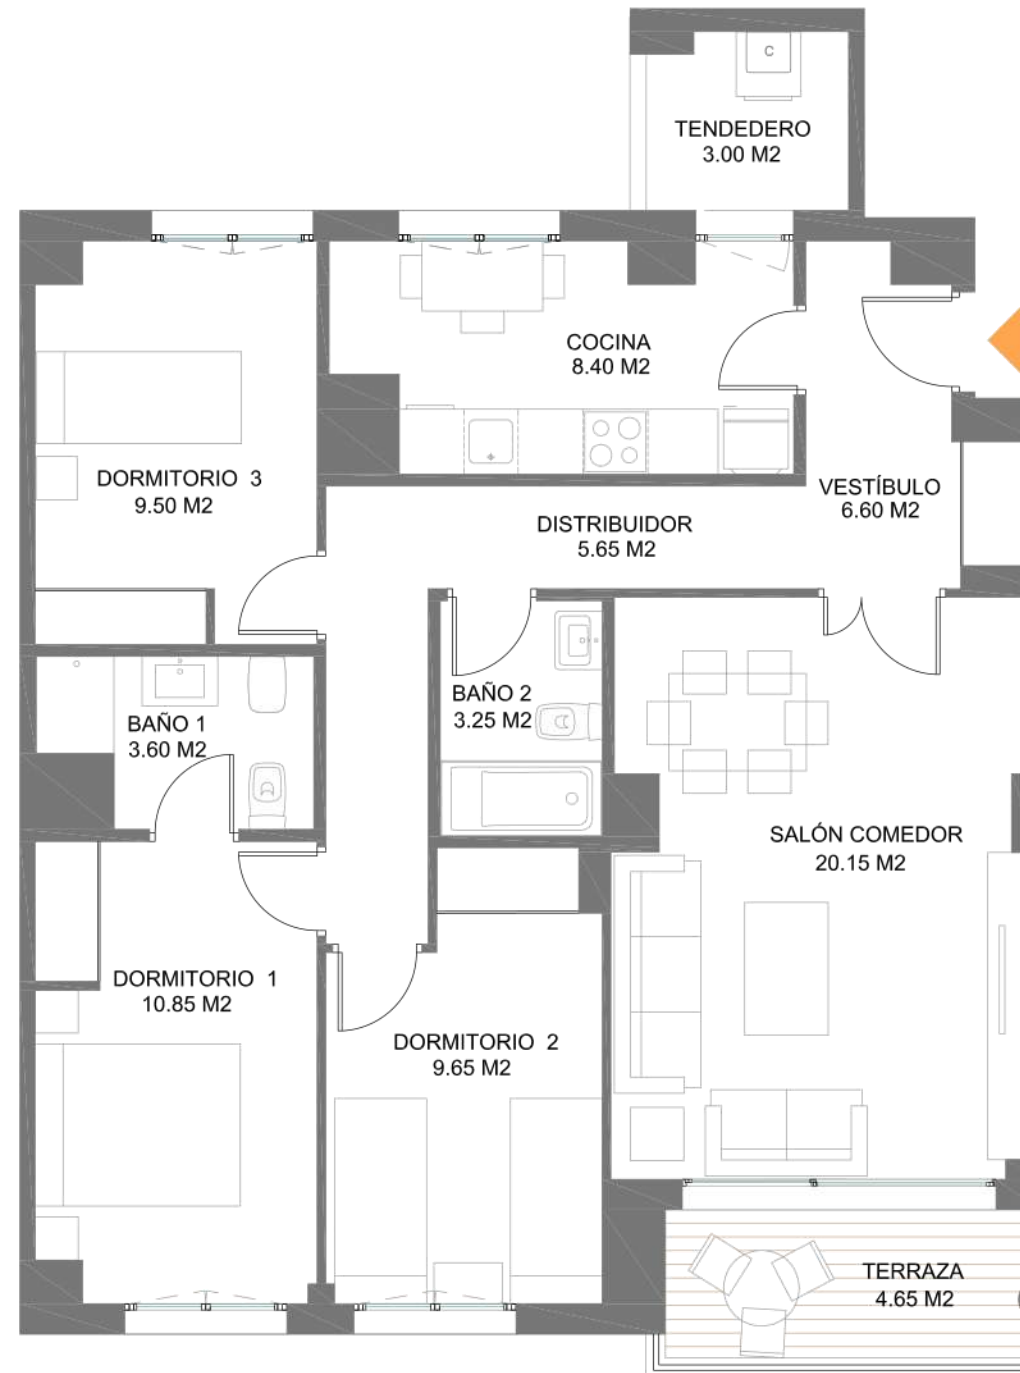 C
TENDEDERO
3.00 M2
COCINA
8.40 M2
DORMITORIO 3
9.50 M2
VESTÍBULO
6.60 M2
DISTRIBUIDOR
5.65 M2
BAÑO 2
3.25 M2
BAÑO 1
3.60 M2
SALÓN COMEDOR
20.15 M2
DORMITORIO 1
10.85 M2
DORMITORIO 2
9.65 M2
TERRAZA
4.65 M2